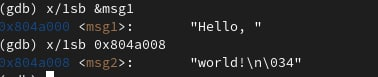 (gdb) x/1sb &msg1
0x804a000 <msg1>: "Hello, "
(gdb) x/1sb 0x804a008
0x804a008 <msg2>: "world!\n\034"